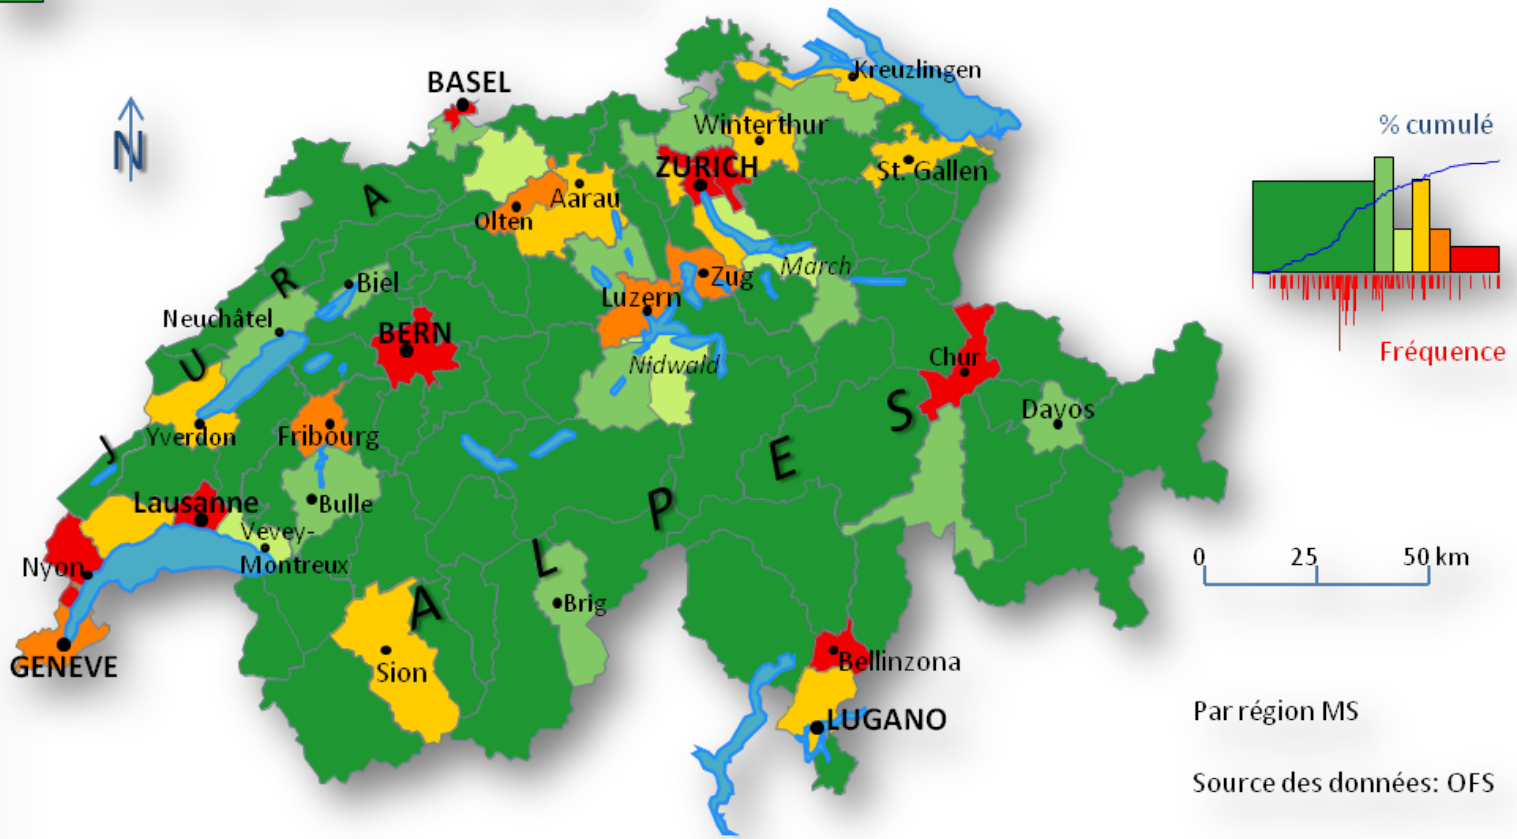 Kreuzlingen
BASEL
N
Winterthur
% cumulé
ZURICH
St. Gallen
A
Aarau
Olten
R
Biel
March
Zug
Luzern
Neuchâtel
BERN
Fréquence
U
Nidwald
Chur
S
Davos
J
Yverdon
Fribourg
E
Lausanne
Bulle
P
Vevey-
Montreux
Nyon
L
0 25 50 km
A
Brig
GENEVE
Sion
Bellinzona
LUGANO
Par région MS
Source des données: OFS